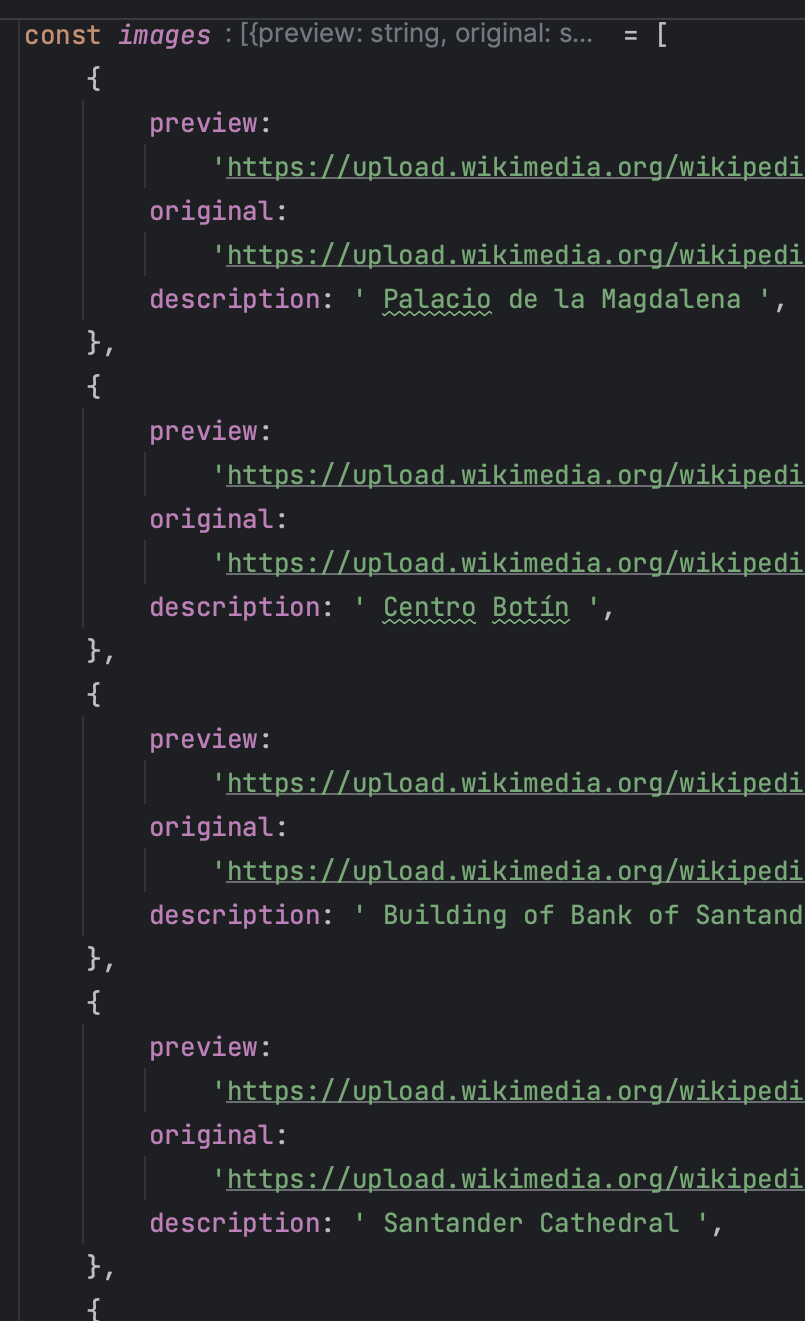 const images : [{preview: string, original: s... = [
{
preview:
'https://upload.wikimedia.org/wikipedi
original:
'https://upload.wikimedia.org/wikipedi
description: ' Palacio de la Magdalena ',
},
{
preview:
'https://upload.wikimedia.org/wikipedi
original:
'https://upload.wikimedia.org/wikipedi
description: ' Centro Botín ',
},
{
preview:
'https://upload.wikimedia.org/wikipedi
original:
'https://upload.wikimedia.org/wikipedi
description: ' Building of Bank of Santand
},
{
preview:
'https://upload.wikimedia.org/wikipedi
original:
'https://upload.wikimedia.org/wikipedi
description: ' Santander Cathedral ',
},
{